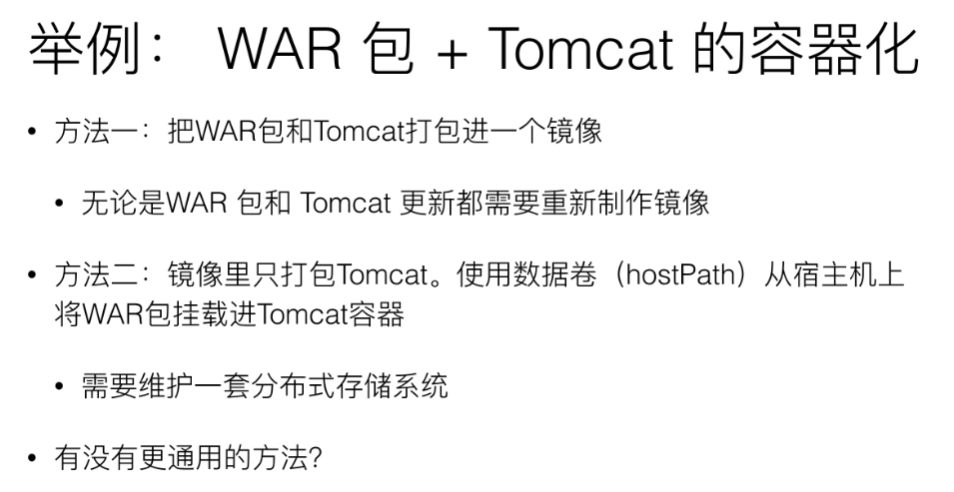 举例： WAR 包 + Tomcat 的容器化
• 方法一：把WAR包和Tomcat打包进一个镜像
• 无论是WAR 包和 Tomcat 更新都需要重新制作镜像
• 方法二：镜像里只打包Tomcat。使用数据卷（hostPath）从宿主机上
将WAR包挂载进Tomcat容器
• 需要维护一套分布式存储系统
• 有没有更通用的方法?